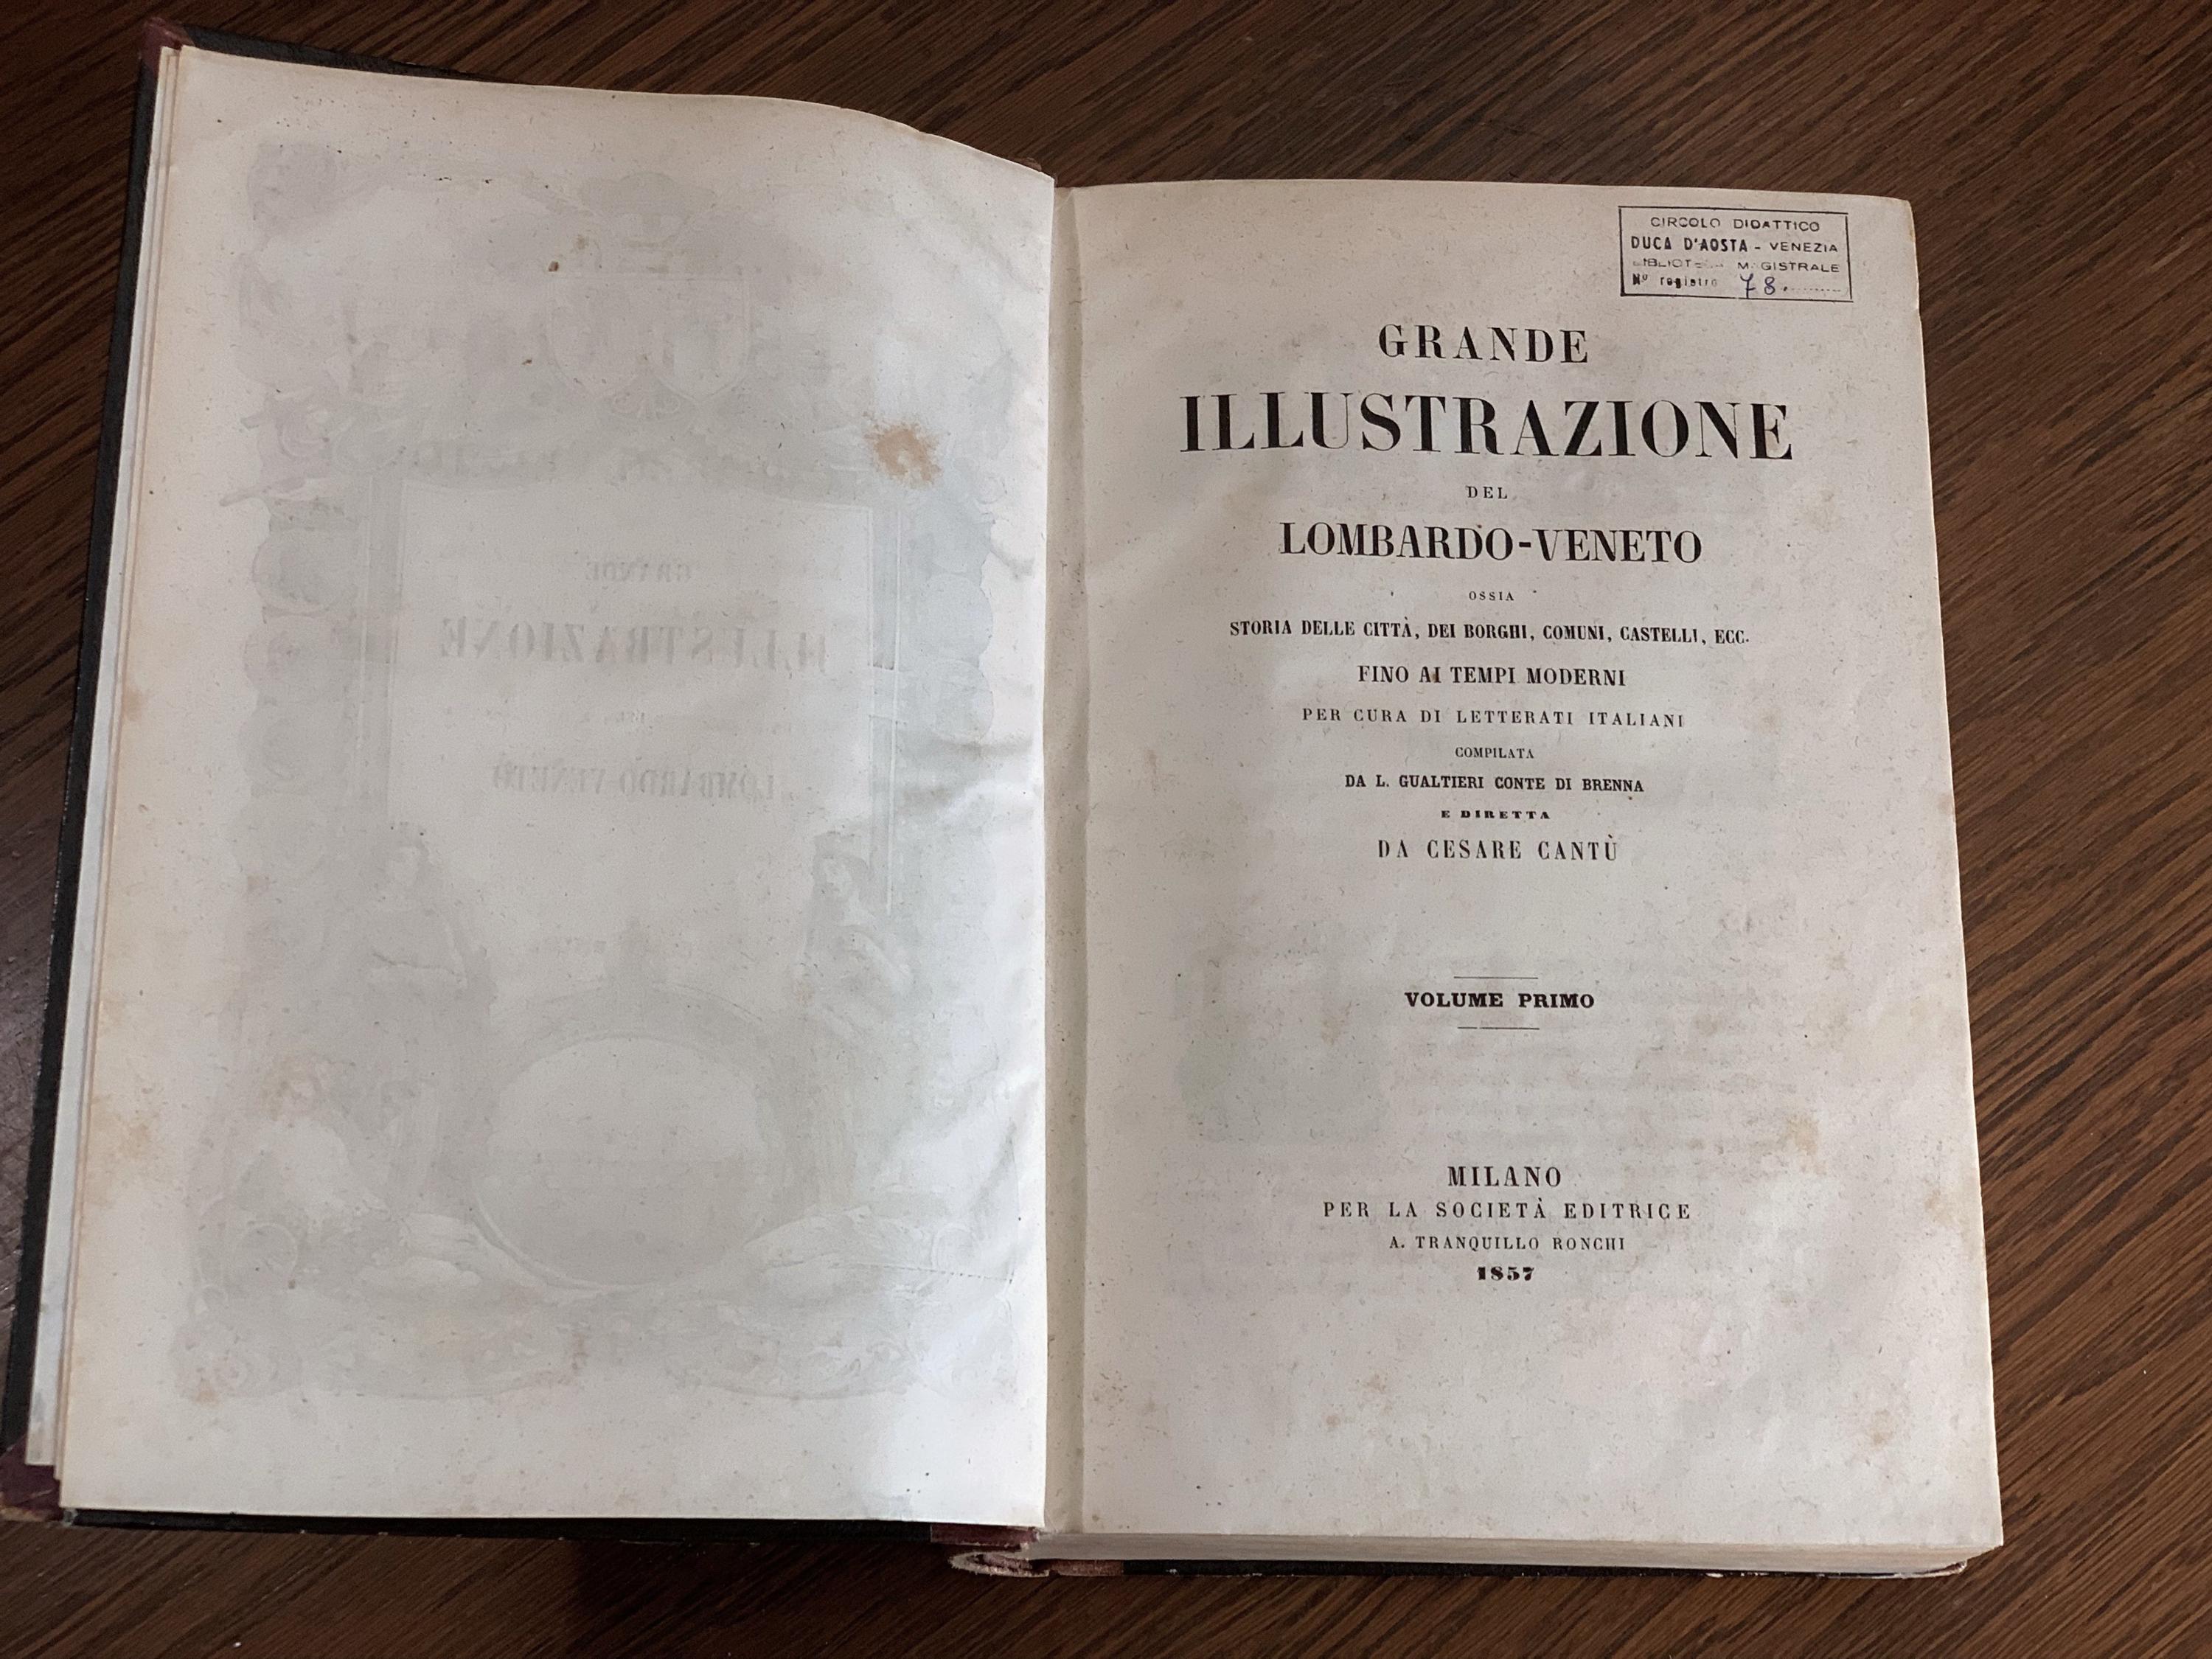 CIRCOLO DIDATTICO
DUCA D'AOSTA - VENEZIA
MAGISTRALE
Nº registro 78.
GRANDE
ILLUSTRAZIONE
DEL
LOMBARDO-VENETO
OSSIA
STORIA DELLE CITTÀ, DEI BORGHI, COMUNI, CASTELLI, ECC.
FINO AI TEMPI MODERNI
PER CURA DI LETTERATI ITALIANI
COMPILATA
DA L. GUALTIERI CONTE DI BRENNA
E DIRETTA
DA CESARE CANTÙ
VOLUME PRIMO
MILANO
PER LA SOCIETÀ EDITRICE
A. TRANQUILLO RONCHI
1857